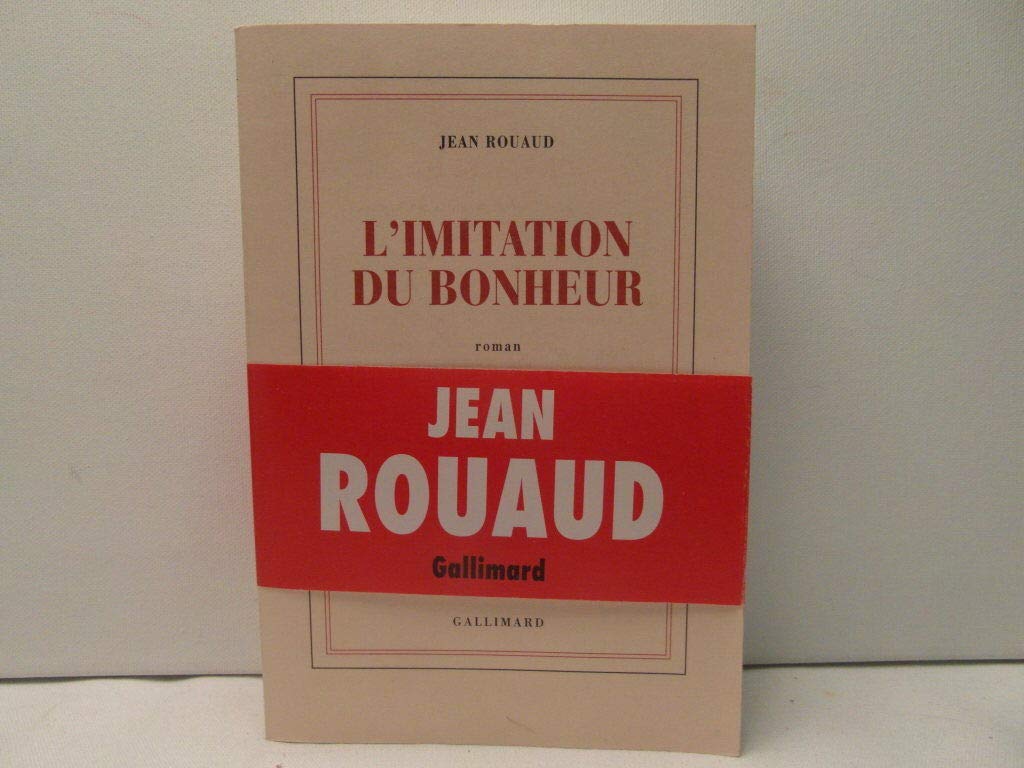 JEAN ROUAUD
L'IMITATION
DU BONHEUR
roman
JEAN
ROUAUD
Gallimard
GALLIMARD